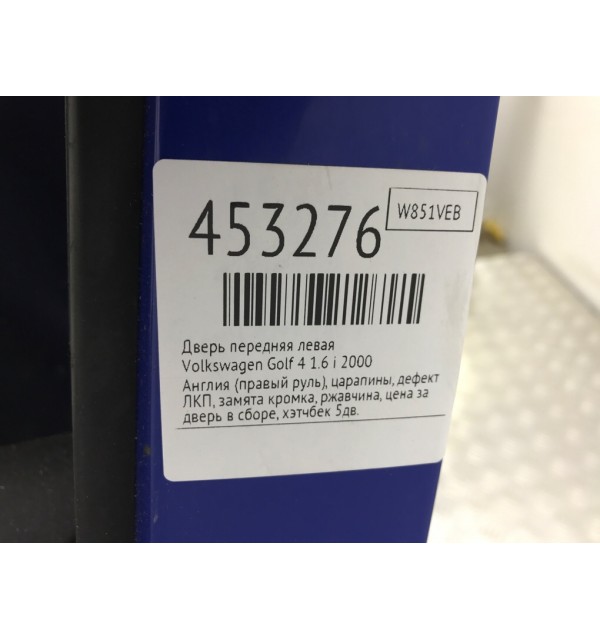 453276
W851VEB
Дверь передняя левая
Volkswagen Golf 4 1.6 i 2000
Англия (правый руль), царапины, дефект
ЛКП, замята кромка, ржавчина, цена за
дверь в сборе, хэтчбек 5дв.